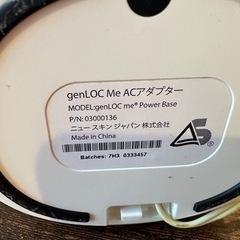 genLOC Me ACアダプター
MODEL:genLOC me® Power Base
P/N: 03000136
ニュー スキン ジャパン 株式会社
Made in China
Batches: 7H3 0333457